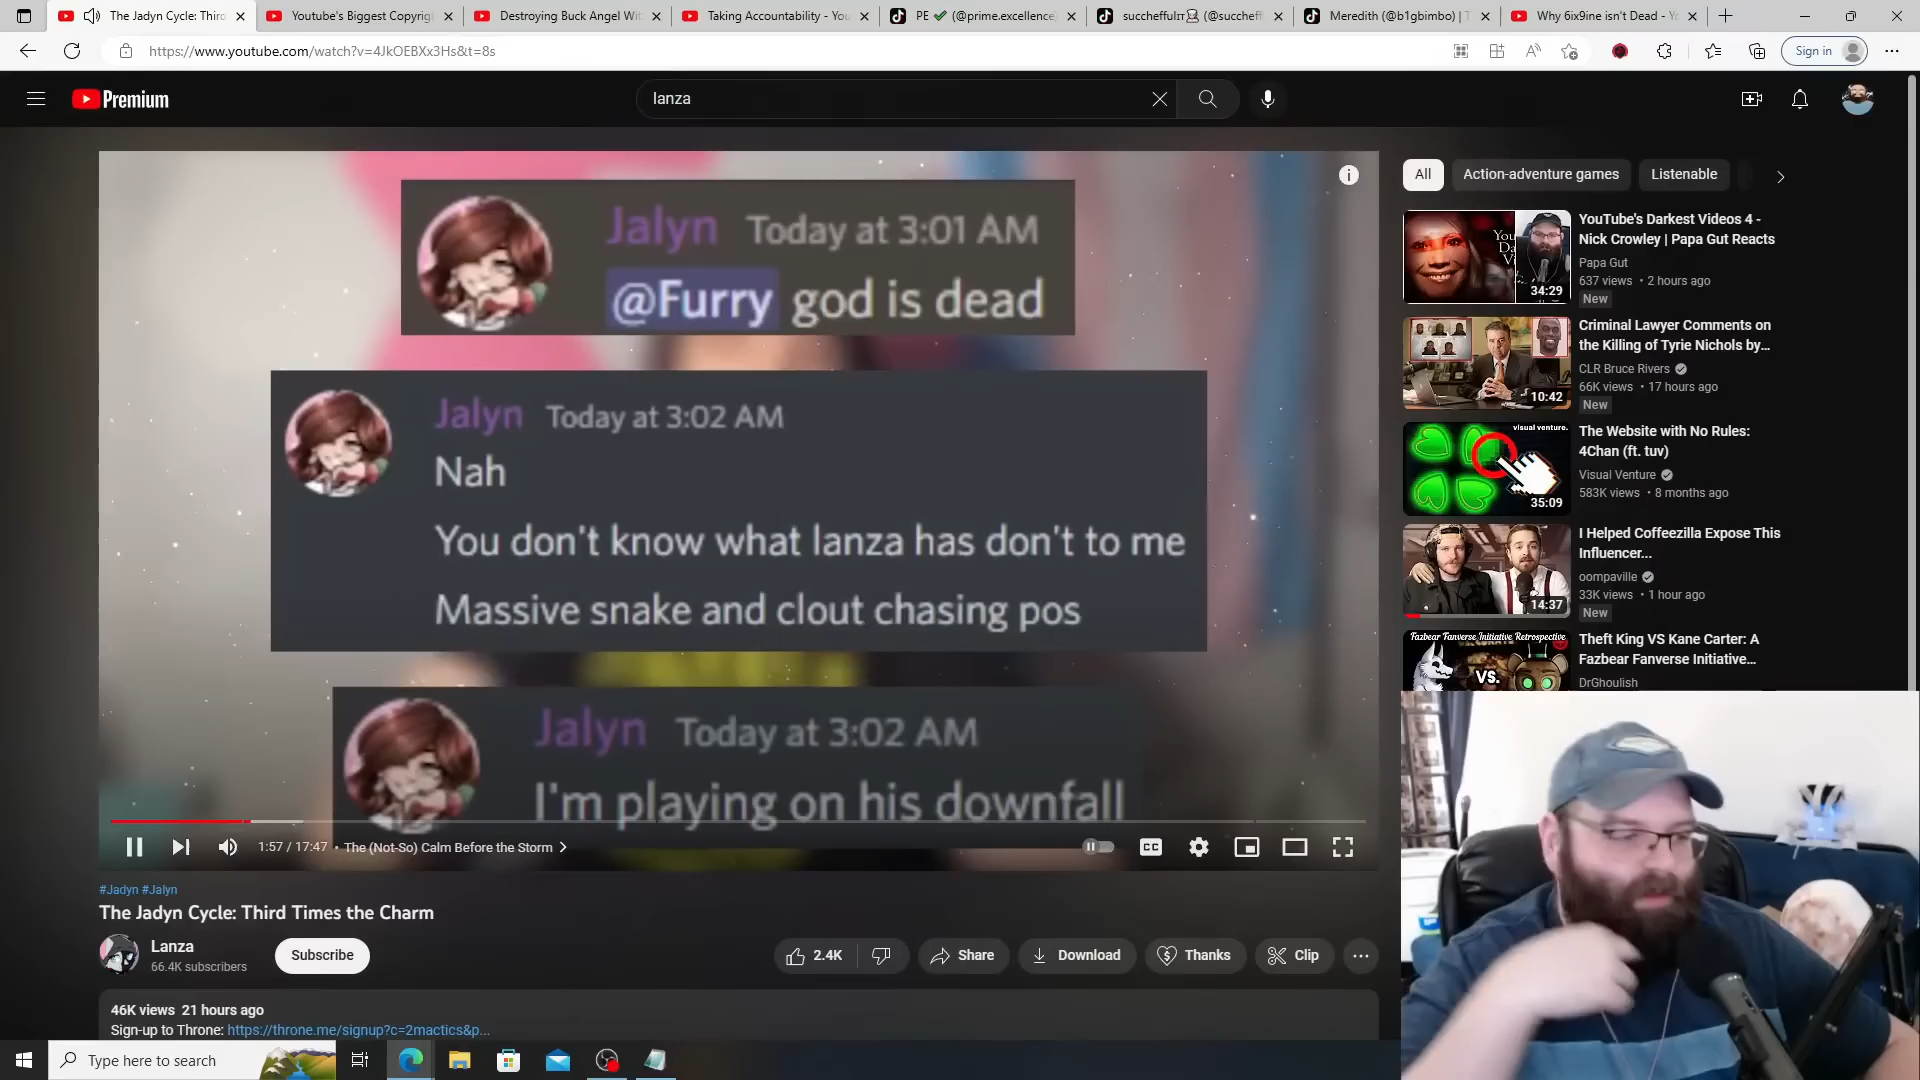 The Jadyn Cycle: Third
Youtube's Biggest Copyrig
Destroying Buck Angel Wi
Taking Accountability - You
PE ✔ (@prime.excellence
(@succheff
Meredith (@b1gbimbo) | T
Why 6ix9ine isn't Dead - Yo
https://www.youtube.com/watch?v=4JkOEBXx3Hs&t=8s
Sign in
Premium
lanza
Jalyn Today at 3:01 AM
@Furry god is dead
Jalyn Today at 3:02 AM
Nah
You don't know what lanza has don't to me
Massive snake and clout chasing pos
Jalyn Today at 3:02 AM
I'm playing on his downfall
1:57 / 17:47 • The (Not-So) Calm Before the Storm
CC
#Jadyn #Jalyn
The Jadyn Cycle: Third Times the Charm
Lanza
66.4K subscribers
Subscribe
2.4K
Share
Download
Thanks
Clip
46K views 21 hours ago
Sign-up to Throne: https://throne.me/signup?c=2mactics&p...
All
Action-adventure games
Listenable
34:29
YouTube's Darkest Videos 4 -
Nick Crowley | Papa Gut Reacts
Papa Gut
637 views • 2 hours ago
New
10:42
Criminal Lawyer Comments on
the Killing of Tyrie Nichols by...
CLR Bruce Rivers
66K views • 17 hours ago
New
visual venture.
35:09
The Website with No Rules:
4Chan (ft. tuv)
Visual Venture
583K views • 8 months ago
14:37
I Helped Coffeezilla Expose This
Influencer...
oompaville
33K views • 1 hour ago
New
Fazbear Fanverse Initiative Retrospective
VS.
Theft King VS Kane Carter: A
Fazbear Fanverse Initiative...
DrGhoulish
Type here to search